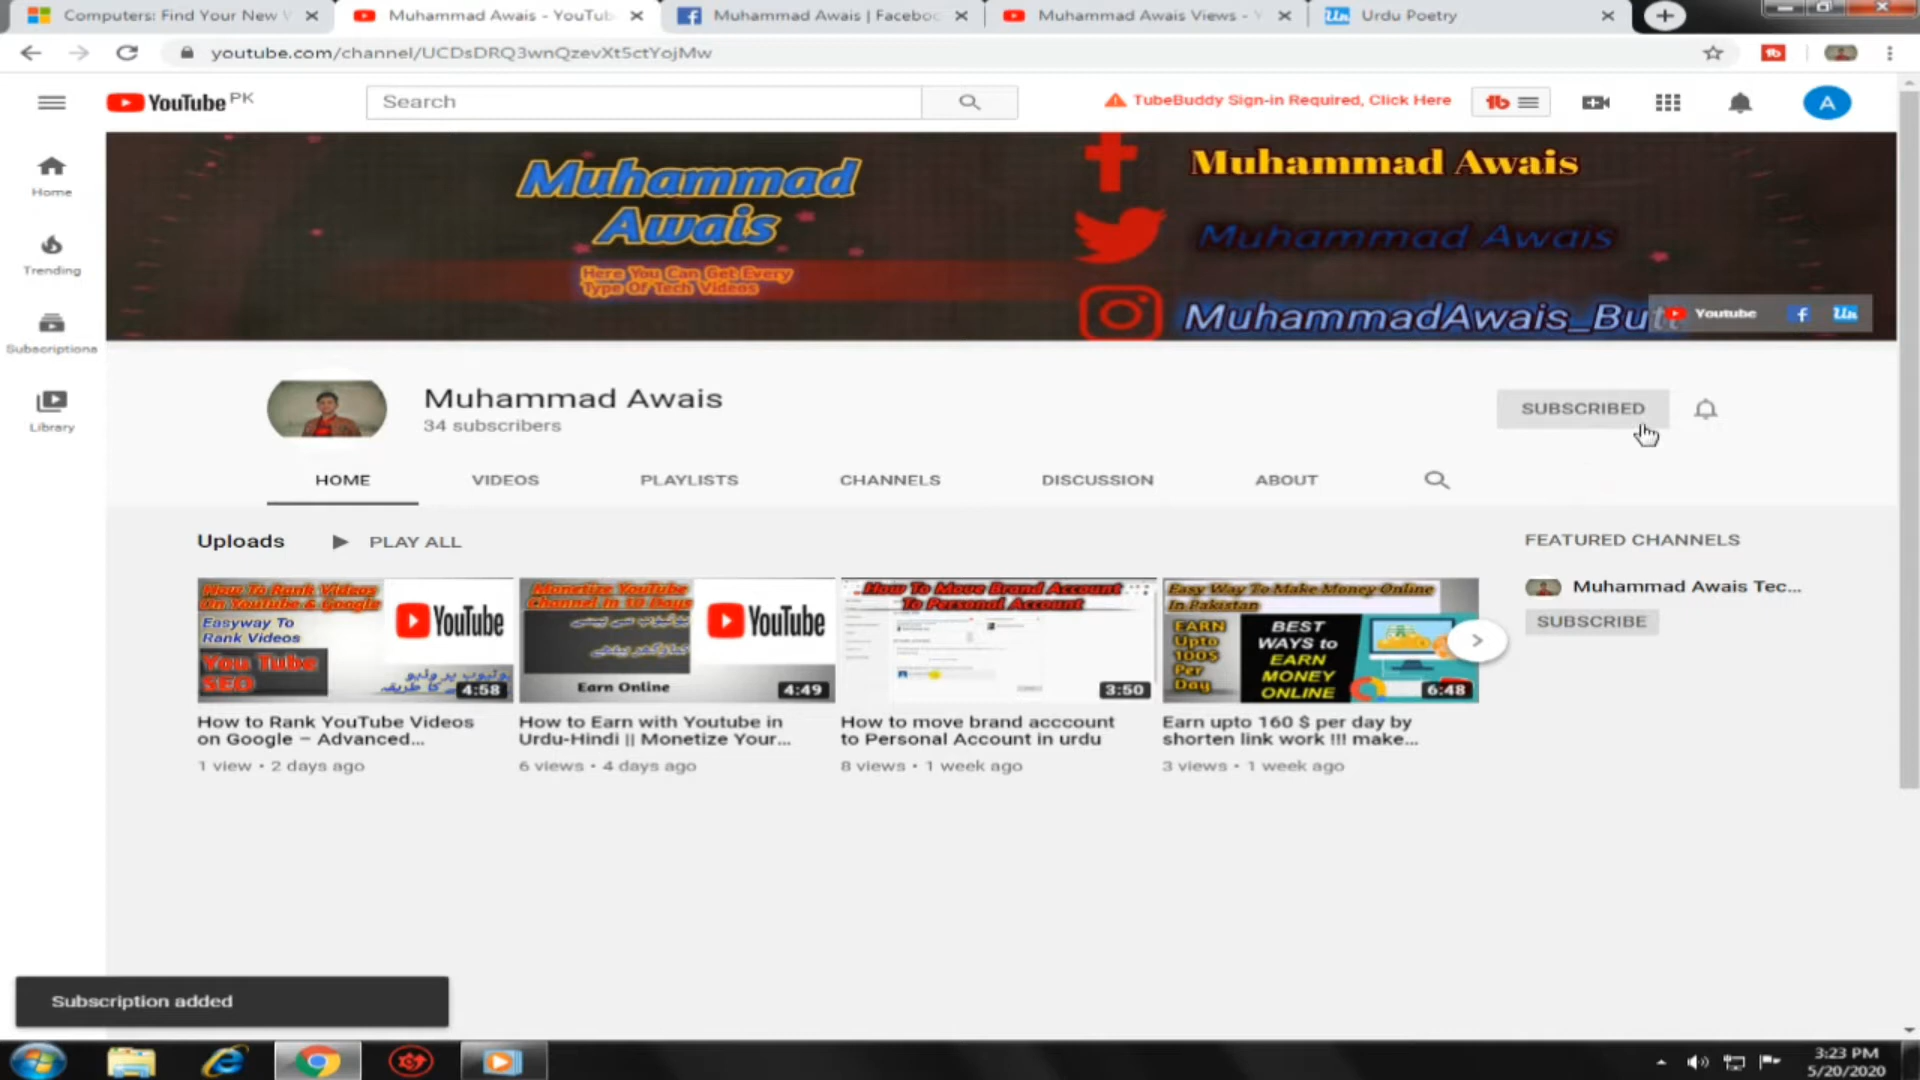 Computers: Find Your New
Muhammad Awais - YouTub
Muhammad Awais | Faceboo
Muhammad Awais Views - Y
Urdu Poetry
youtube.com/channel/UCDsDRQ3wnQzevXt5ctYojMw
YouTube PK
Search
TubeBuddy Sign-in Required, Click Here
A
Home
Trending
Subscriptions
Library
Muhammad
Awais
Here You Can Get Every
Type Of Tech Videos
Muhammad Awais
Muhammad Awais
MuhammadAwais_Butt
Youtube
Muhammad Awais
34 subscribers
SUBSCRIBED
HOME
VIDEOS
PLAYLISTS
CHANNELS
DISCUSSION
ABOUT
Uploads
PLAY ALL
FEATURED CHANNELS
Muhammad Awais Tec...
SUBSCRIBE
How To Rank Videos
On YouTube & Google
Easyway To
Rank Videos
You Tube
SEO
YouTube
4:58
Monetize YouTube
Channel In 10 Days
YouTube
Earn Online
4:49
How To Move Brand Account
To Personal Account
3:50
Easy Way To Make Money Online
In Pakistan
EARN
Upto
100$
Per
Day
BEST
WAYS to
EARN
MONEY
ONLINE
6:48
How to Rank YouTube Videos
on Google – Advanced...
1 view • 2 days ago
How to Earn with Youtube in
Urdu-Hindi || Monetize Your...
6 views • 4 days ago
How to move brand acccount
to Personal Account in urdu
8 views • 1 week ago
Earn upto 160 $ per day by
shorten link work !!! make...
3 views • 1 week ago
Subscription added
3:23 PM
5/20/2020